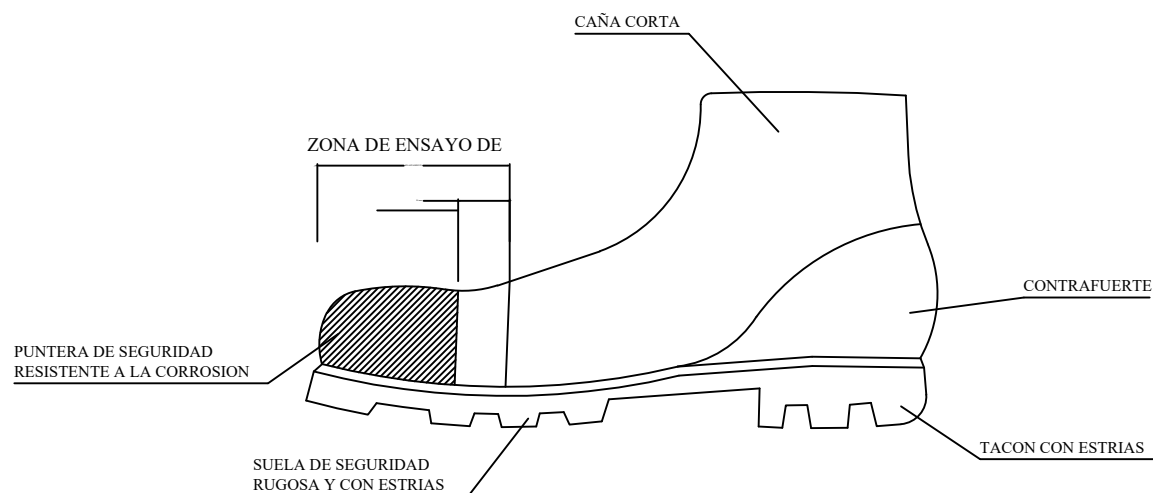 CAÑA CORTA
ZONA DE ENSAYO DE
CONTRAFUERTE
PUNTERA DE SEGURIDAD
RESISTENTE A LA CORROSION
TACON CON ESTRIAS
SUELA DE SEGURIDAD
RUGOSA Y CON ESTRIAS